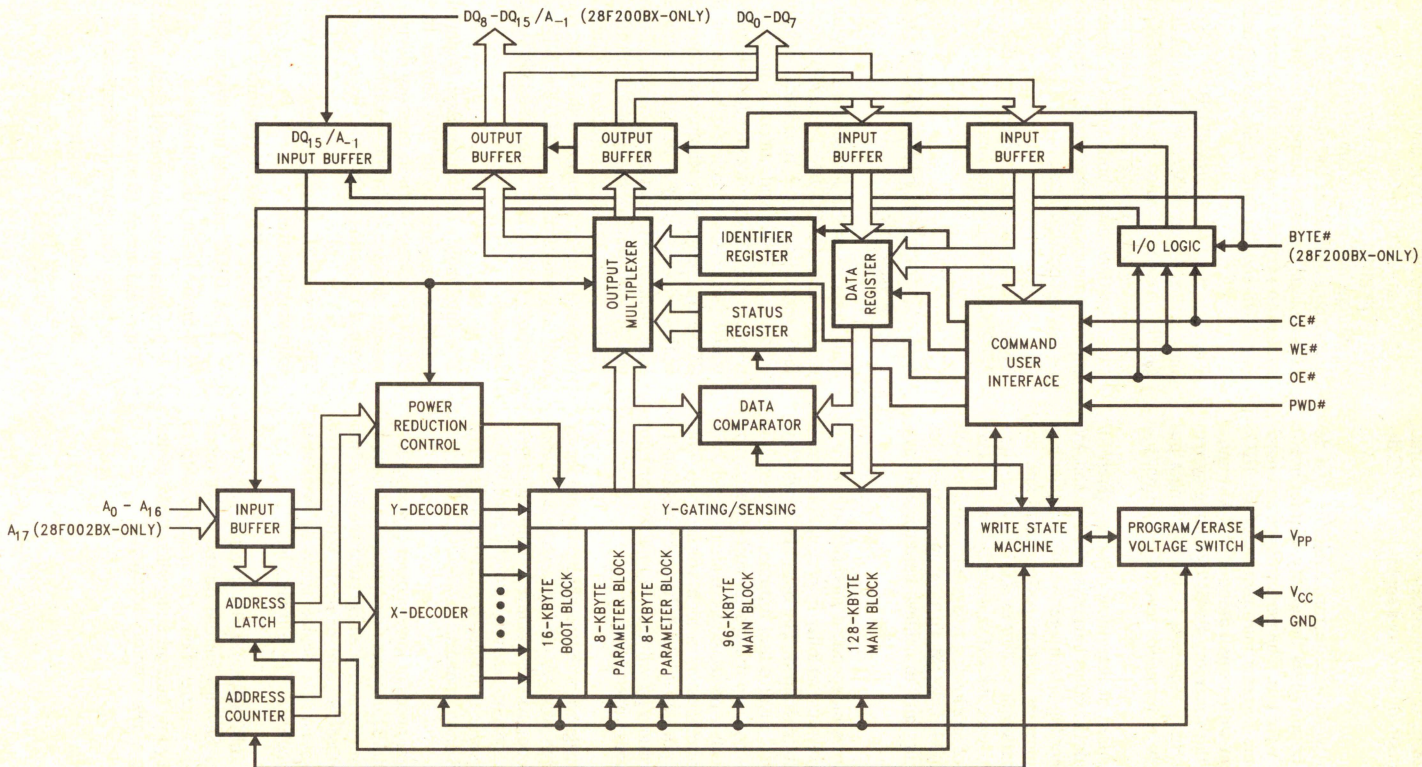 DQ8-DQ15/A-1 (28F200BX-ONLY)
DQ0-DQ7
DQ15/A-1
INPUT BUFFER
OUTPUT
BUFFER
OUTPUT
BUFFER
INPUT
BUFFER
INPUT
BUFFER
OUTPUT
MULTIPLEXER
IDENTIFIER
REGISTER
DATA
REGISTER
I/O LOGIC
BYTE#
(28F200BX-ONLY)
STATUS
REGISTER
COMMAND
USER
INTERFACE
CE#
WE#
OE#
PWD#
POWER
REDUCTION
CONTROL
DATA
COMPARATOR
A0 - A16
A17 (28F002BX-ONLY)
INPUT
BUFFER
Y-DECODER
Y-GATING/SENSING
WRITE STATE
MACHINE
PROGRAM/ERASE
VOLTAGE SWITCH
VPP
ADDRESS
LATCH
X-DECODER
16-KBYTE
BOOT BLOCK
8-KBYTE
PARAMETER BLOCK
8-KBYTE
PARAMETER BLOCK
96-KBYTE
MAIN BLOCK
128-KBYTE
MAIN BLOCK
VCC
GND
ADDRESS
COUNTER